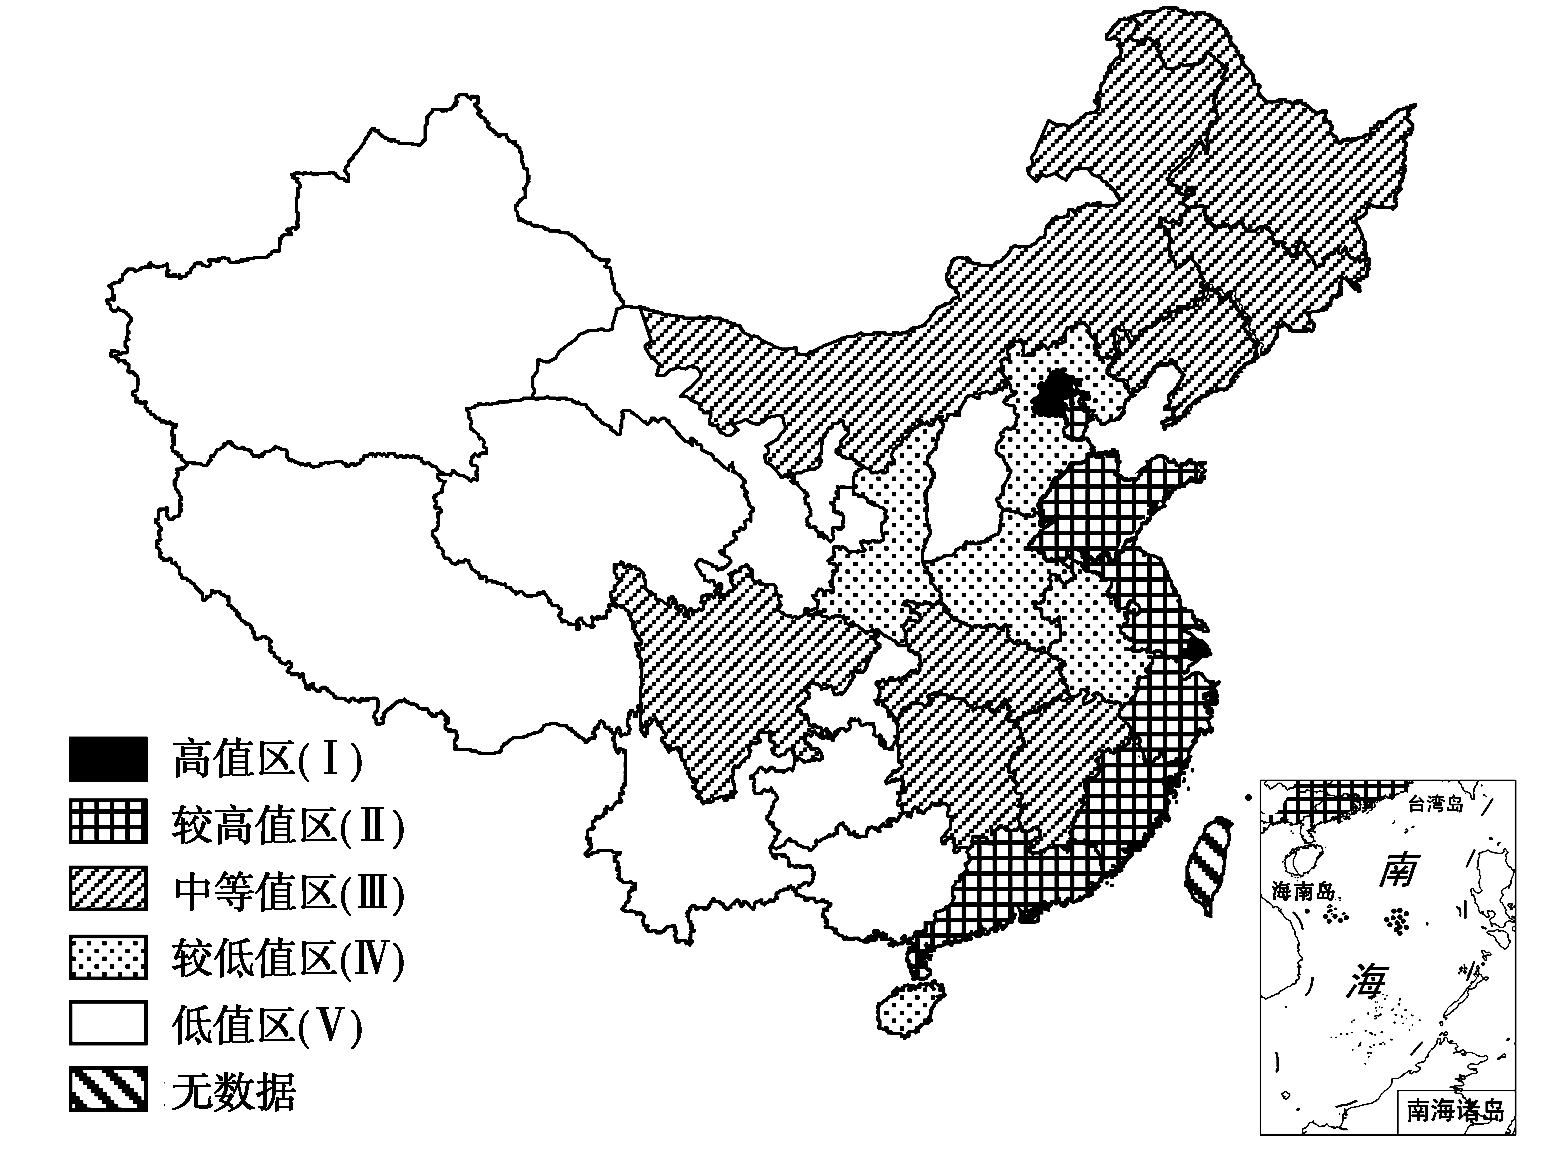 高值区(Ⅰ)
较高值区(Ⅱ)
中等值区(Ⅲ)
较低值区(Ⅳ)
低值区(Ⅴ)
无数据
台湾岛
南
海南岛
海
南海诸岛